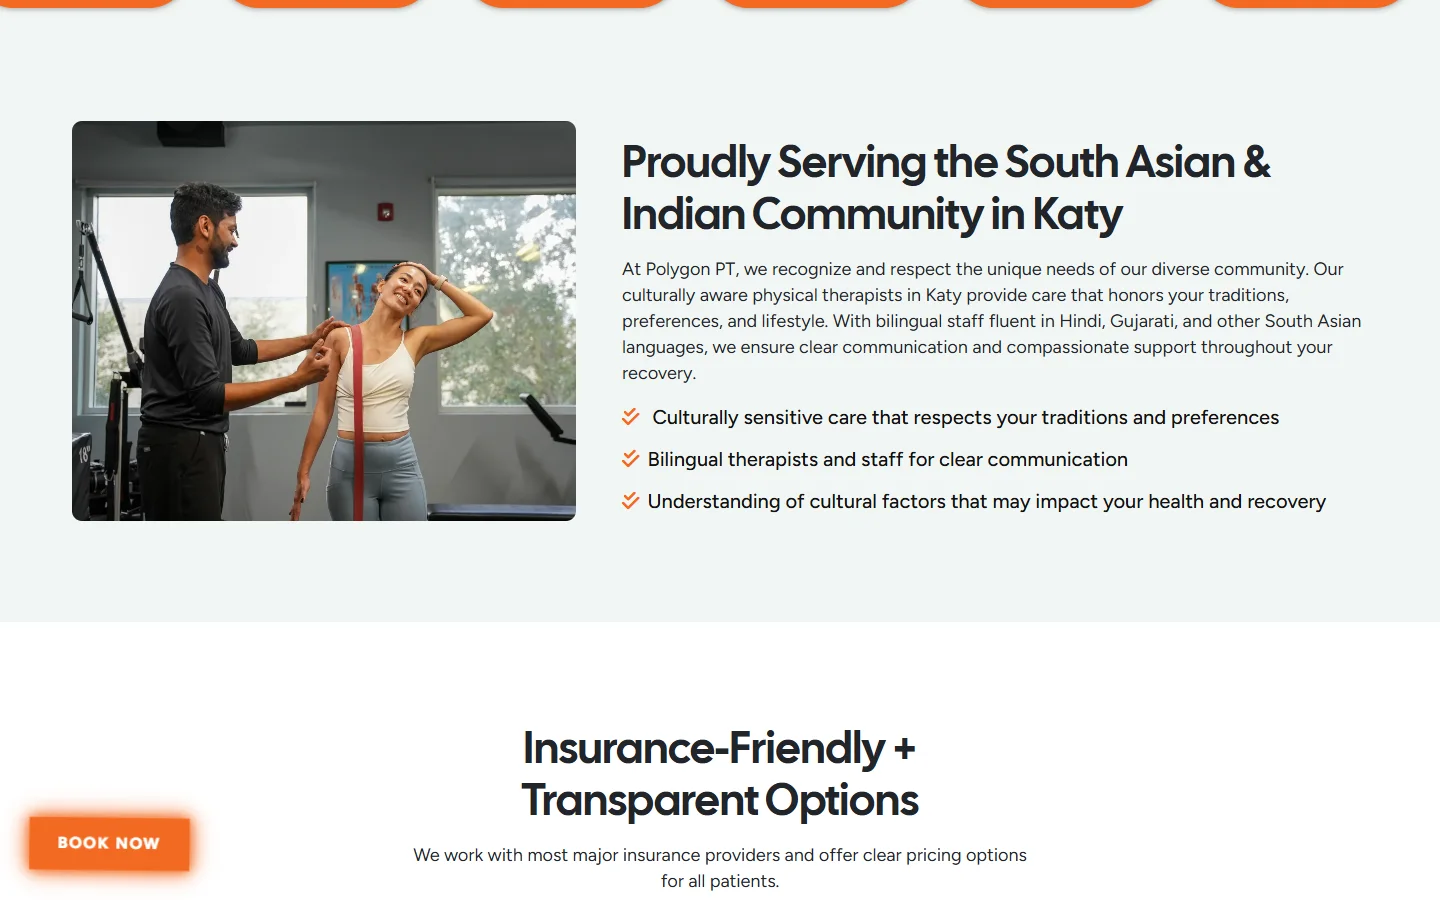 Proudly Serving the South Asian &
Indian Community in Katy
At Polygon PT, we recognize and respect the unique needs of our diverse community. Our
culturally aware physical therapists in Katy provide care that honors your traditions,
preferences, and lifestyle. With bilingual staff fluent in Hindi, Gujarati, and other South Asian
languages, we ensure clear communication and compassionate support throughout your
recovery.
Culturally sensitive care that respects your traditions and preferences
Bilingual therapists and staff for clear communication
Understanding of cultural factors that may impact your health and recovery
18"
Insurance-Friendly +
Transparent Options
We work with most major insurance providers and offer clear pricing options
for all patients.
BOOK NOW